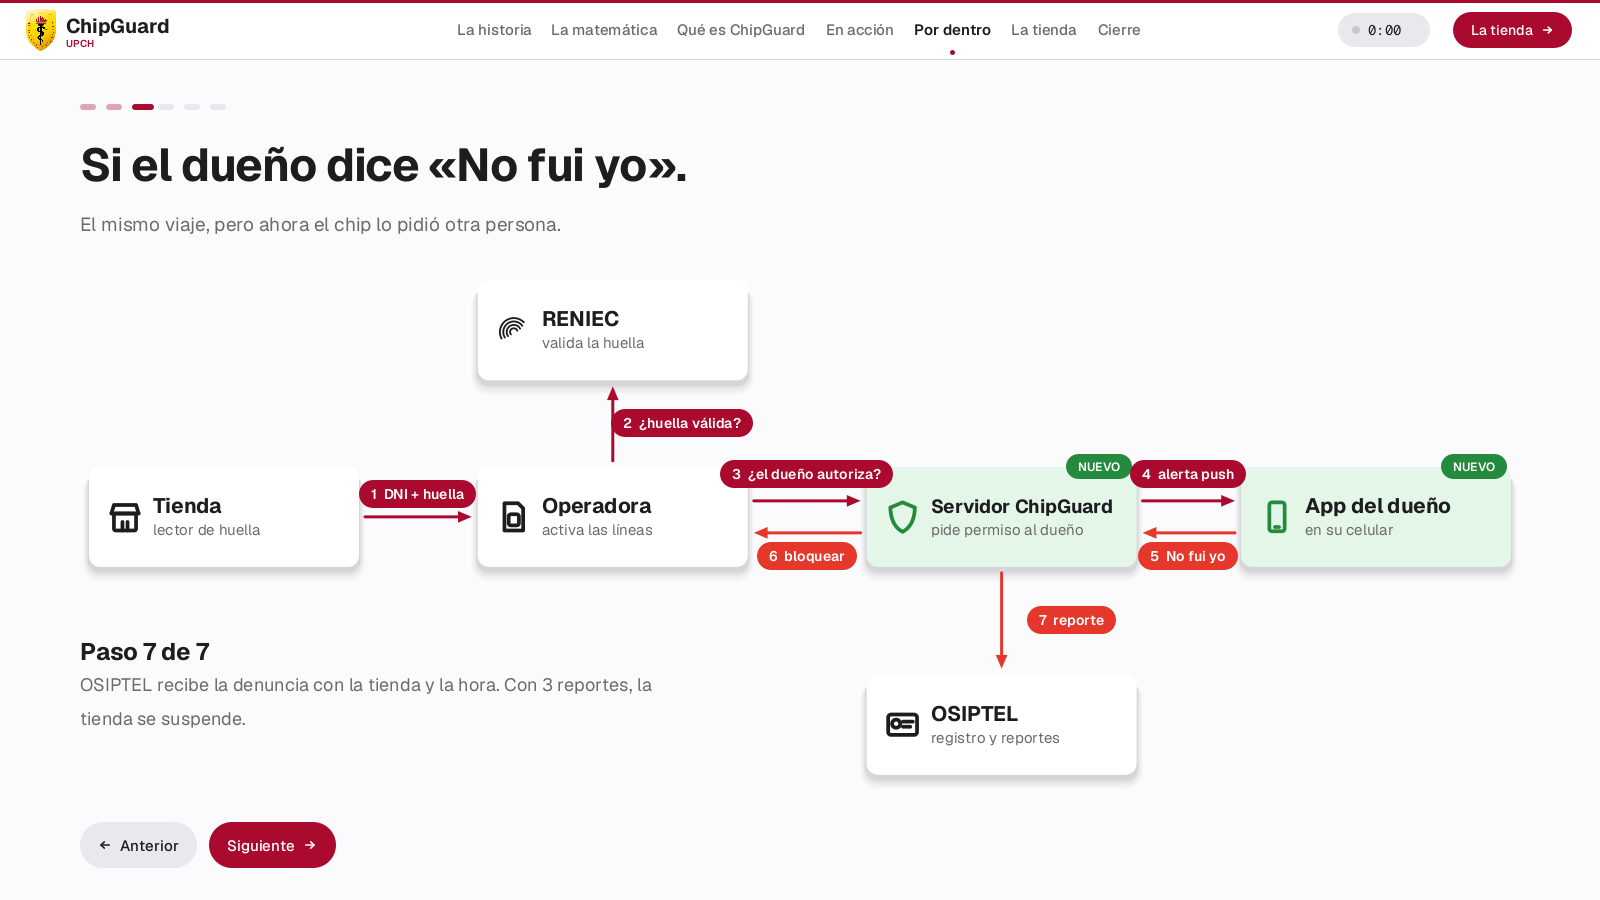 ChipGuard
UPCH
La historia
La matemática
Qué es ChipGuard
En acción
Por dentro
La tienda
Cierre
0:00
La tienda →
Si el dueño dice «No fui yo».
El mismo viaje, pero ahora el chip lo pidió otra persona.
RENIEC
valida la huella
2 ¿huella válida?
Tienda
lector de huella
1 DNI + huella
Operadora
activa las líneas
3 ¿el dueño autoriza?
6 bloquear
NUEVO
Servidor ChipGuard
pide permiso al dueño
4 alerta push
5 No fui yo
NUEVO
App del dueño
en su celular
7 reporte
OSIPTEL
registro y reportes
Paso 7 de 7
OSIPTEL recibe la denuncia con la tienda y la hora. Con 3 reportes, la
tienda se suspende.
← Anterior
Siguiente →